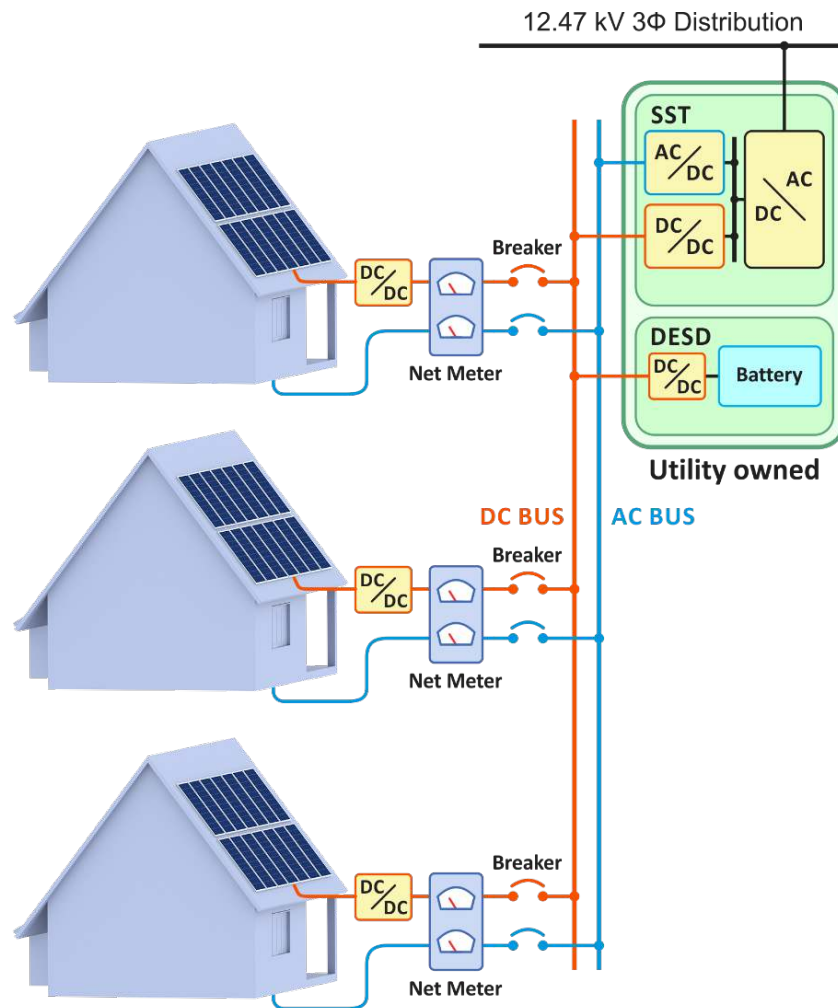 12.47 kV 3Φ Distribution
SST
AC
DC
AC
DC
DC
DC
Breaker
DC
DC
Net Meter
DESD
DC
DC
Battery
Utility owned
DC BUS
AC BUS
Breaker
DC
DC
Net Meter
Breaker
DC
DC
Net Meter